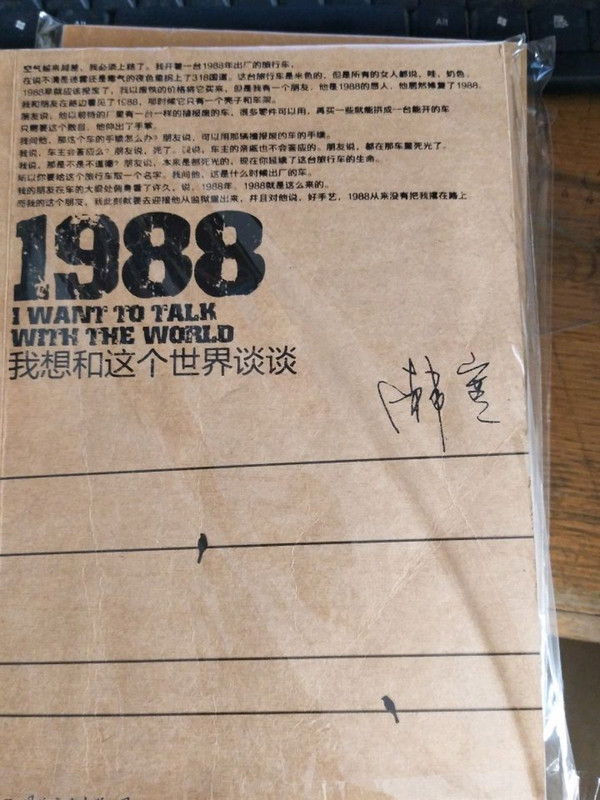 空气越来越差，我必须上路了。我开着一台1988年出厂的旅行车，
在说不清是迷雾还是毒气的夜色里拐上了318国道。这台旅行车是米色的，但是所有的女人都说，哇，奶色。
1988早就应该报废了，我以废铁的价格将它买来，但是我有一个朋友，他是1988的恩人，他居然修复了1988。
我和朋友在路边看见了1988，那时候它只有一个壳子和车架。
朋友说，他以前待的厂里有一台一样的撞报废的车，很多零件可以用，再买一些就能拼成一台能开的车
只需要这个数目，他伸出了手掌。
我问他，那这个车的手续怎么办？朋友说，可以用那辆撞报废的车的手续。
我说，车主会答应么？朋友说，死了。我说，车主的亲戚也不会答应的。朋友说，都在那车里死光了。
我说，那是不是不道德？朋友说，本来是都死光的，现在你延续了这台旅行车的生命。
所以你要给这个旅行车取一个名字。我问他，这是什么时候出厂的车。
我的朋友在车的大梁处俯身看了许久，说，1988年。1988就是这么来的。
而我的这个朋友，我此刻就要去迎接他从监狱里出来，并且对他说，好手艺，1988从来没有把我撂在路上
1988
I WANT TO TALK
WITH THE WORLD
我想和这个世界谈谈
韩寒